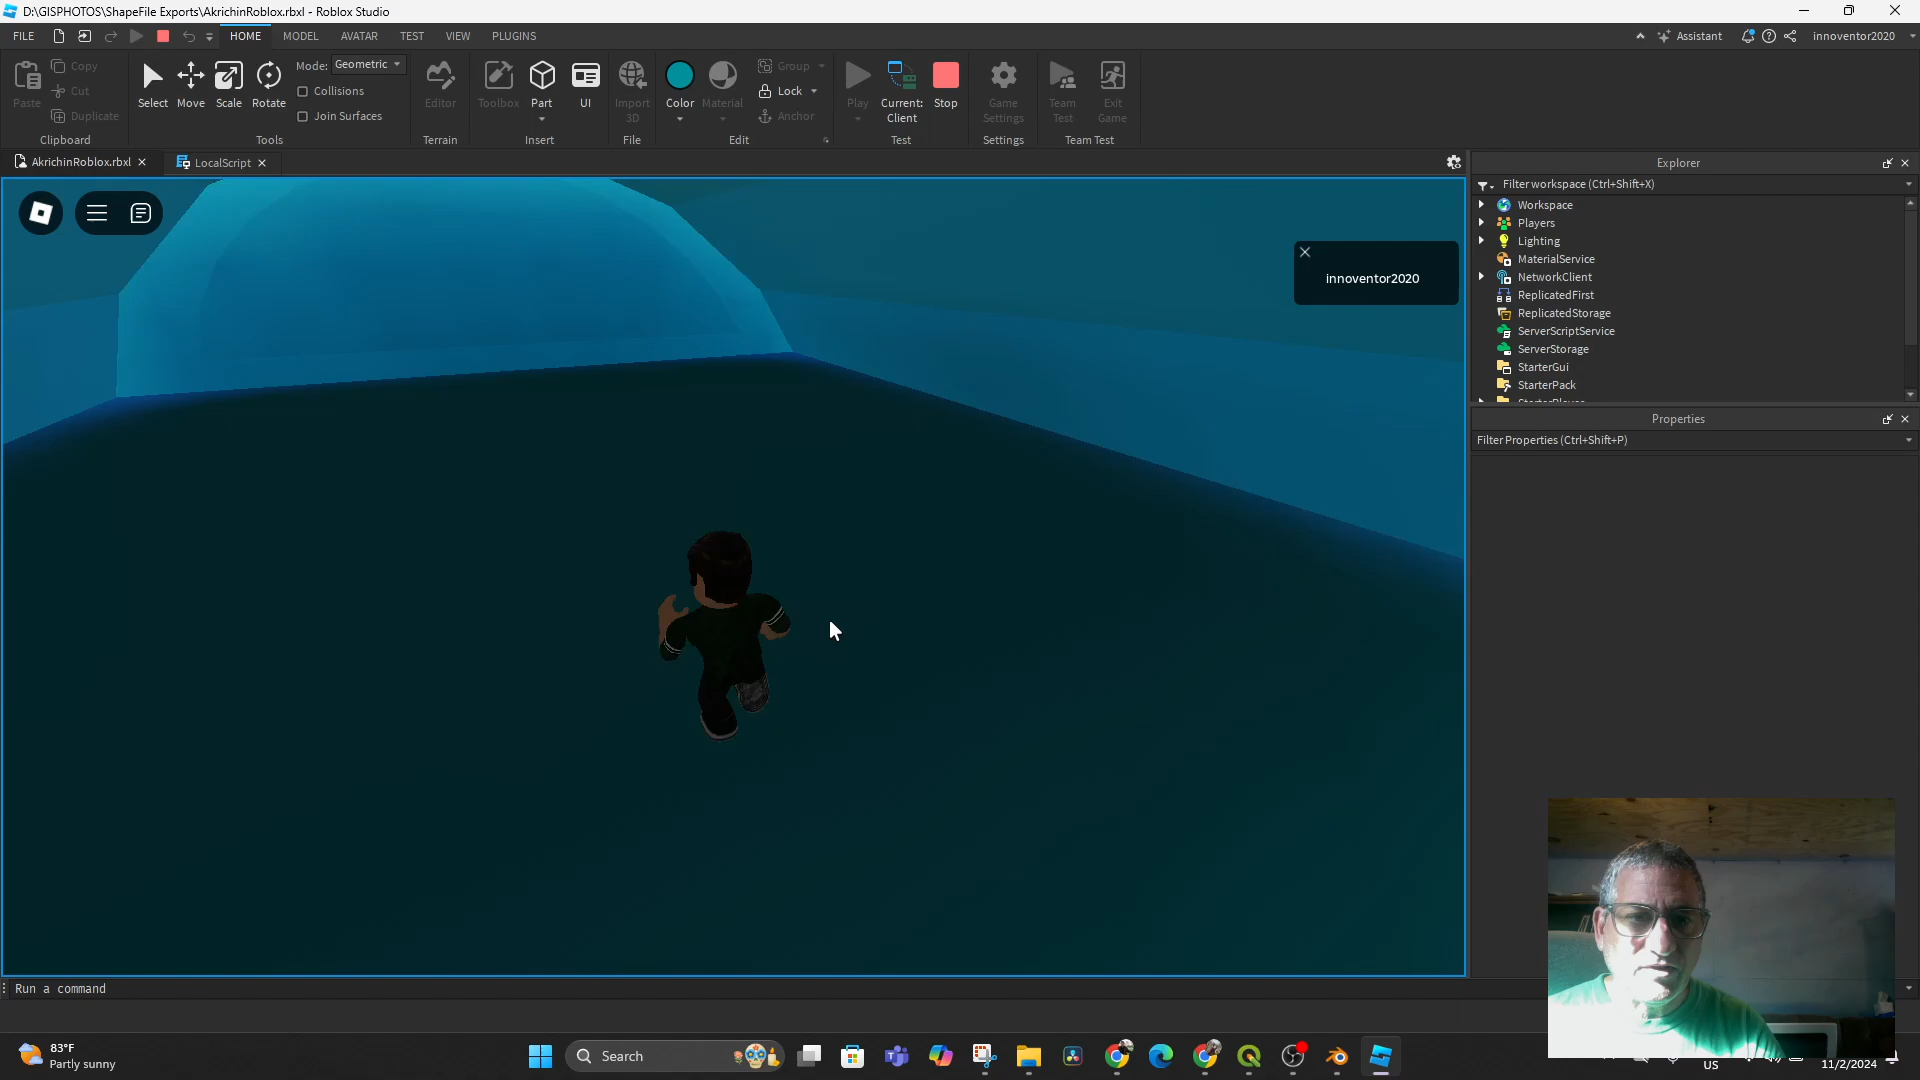 D:\GISPHOTOS\ShapeFile Exports\AkrichinRoblox.rbxl - Roblox Studio
FILE HOME MODEL AVATAR TEST VIEW PLUGINS Assistant innoventor2020
Paste Copy Cut Duplicate Clipboard
Select Move Scale Rotate
Mode: Geometric
Collisions
Join Surfaces
Tools
Editor
Terrain
Toolbox Part UI
Insert
Import 3D
File
Color Material
Group
Lock
Anchor
Edit
Play Current: Client Stop
Test
Game Settings
Settings
Team Test Exit Game
Team Test
AkrichinRoblox.rbxl LocalScript
innoventor2020
Explorer
Filter workspace (Ctrl+Shift+X)
Workspace
Players
Lighting
MaterialService
NetworkClient
ReplicatedFirst
ReplicatedStorage
ServerScriptService
ServerStorage
StarterGui
StarterPack
StarterPlayer
Properties
Filter Properties (Ctrl+Shift+P)
Run a command
83°F
Partly sunny
Search
US
11/2/2024